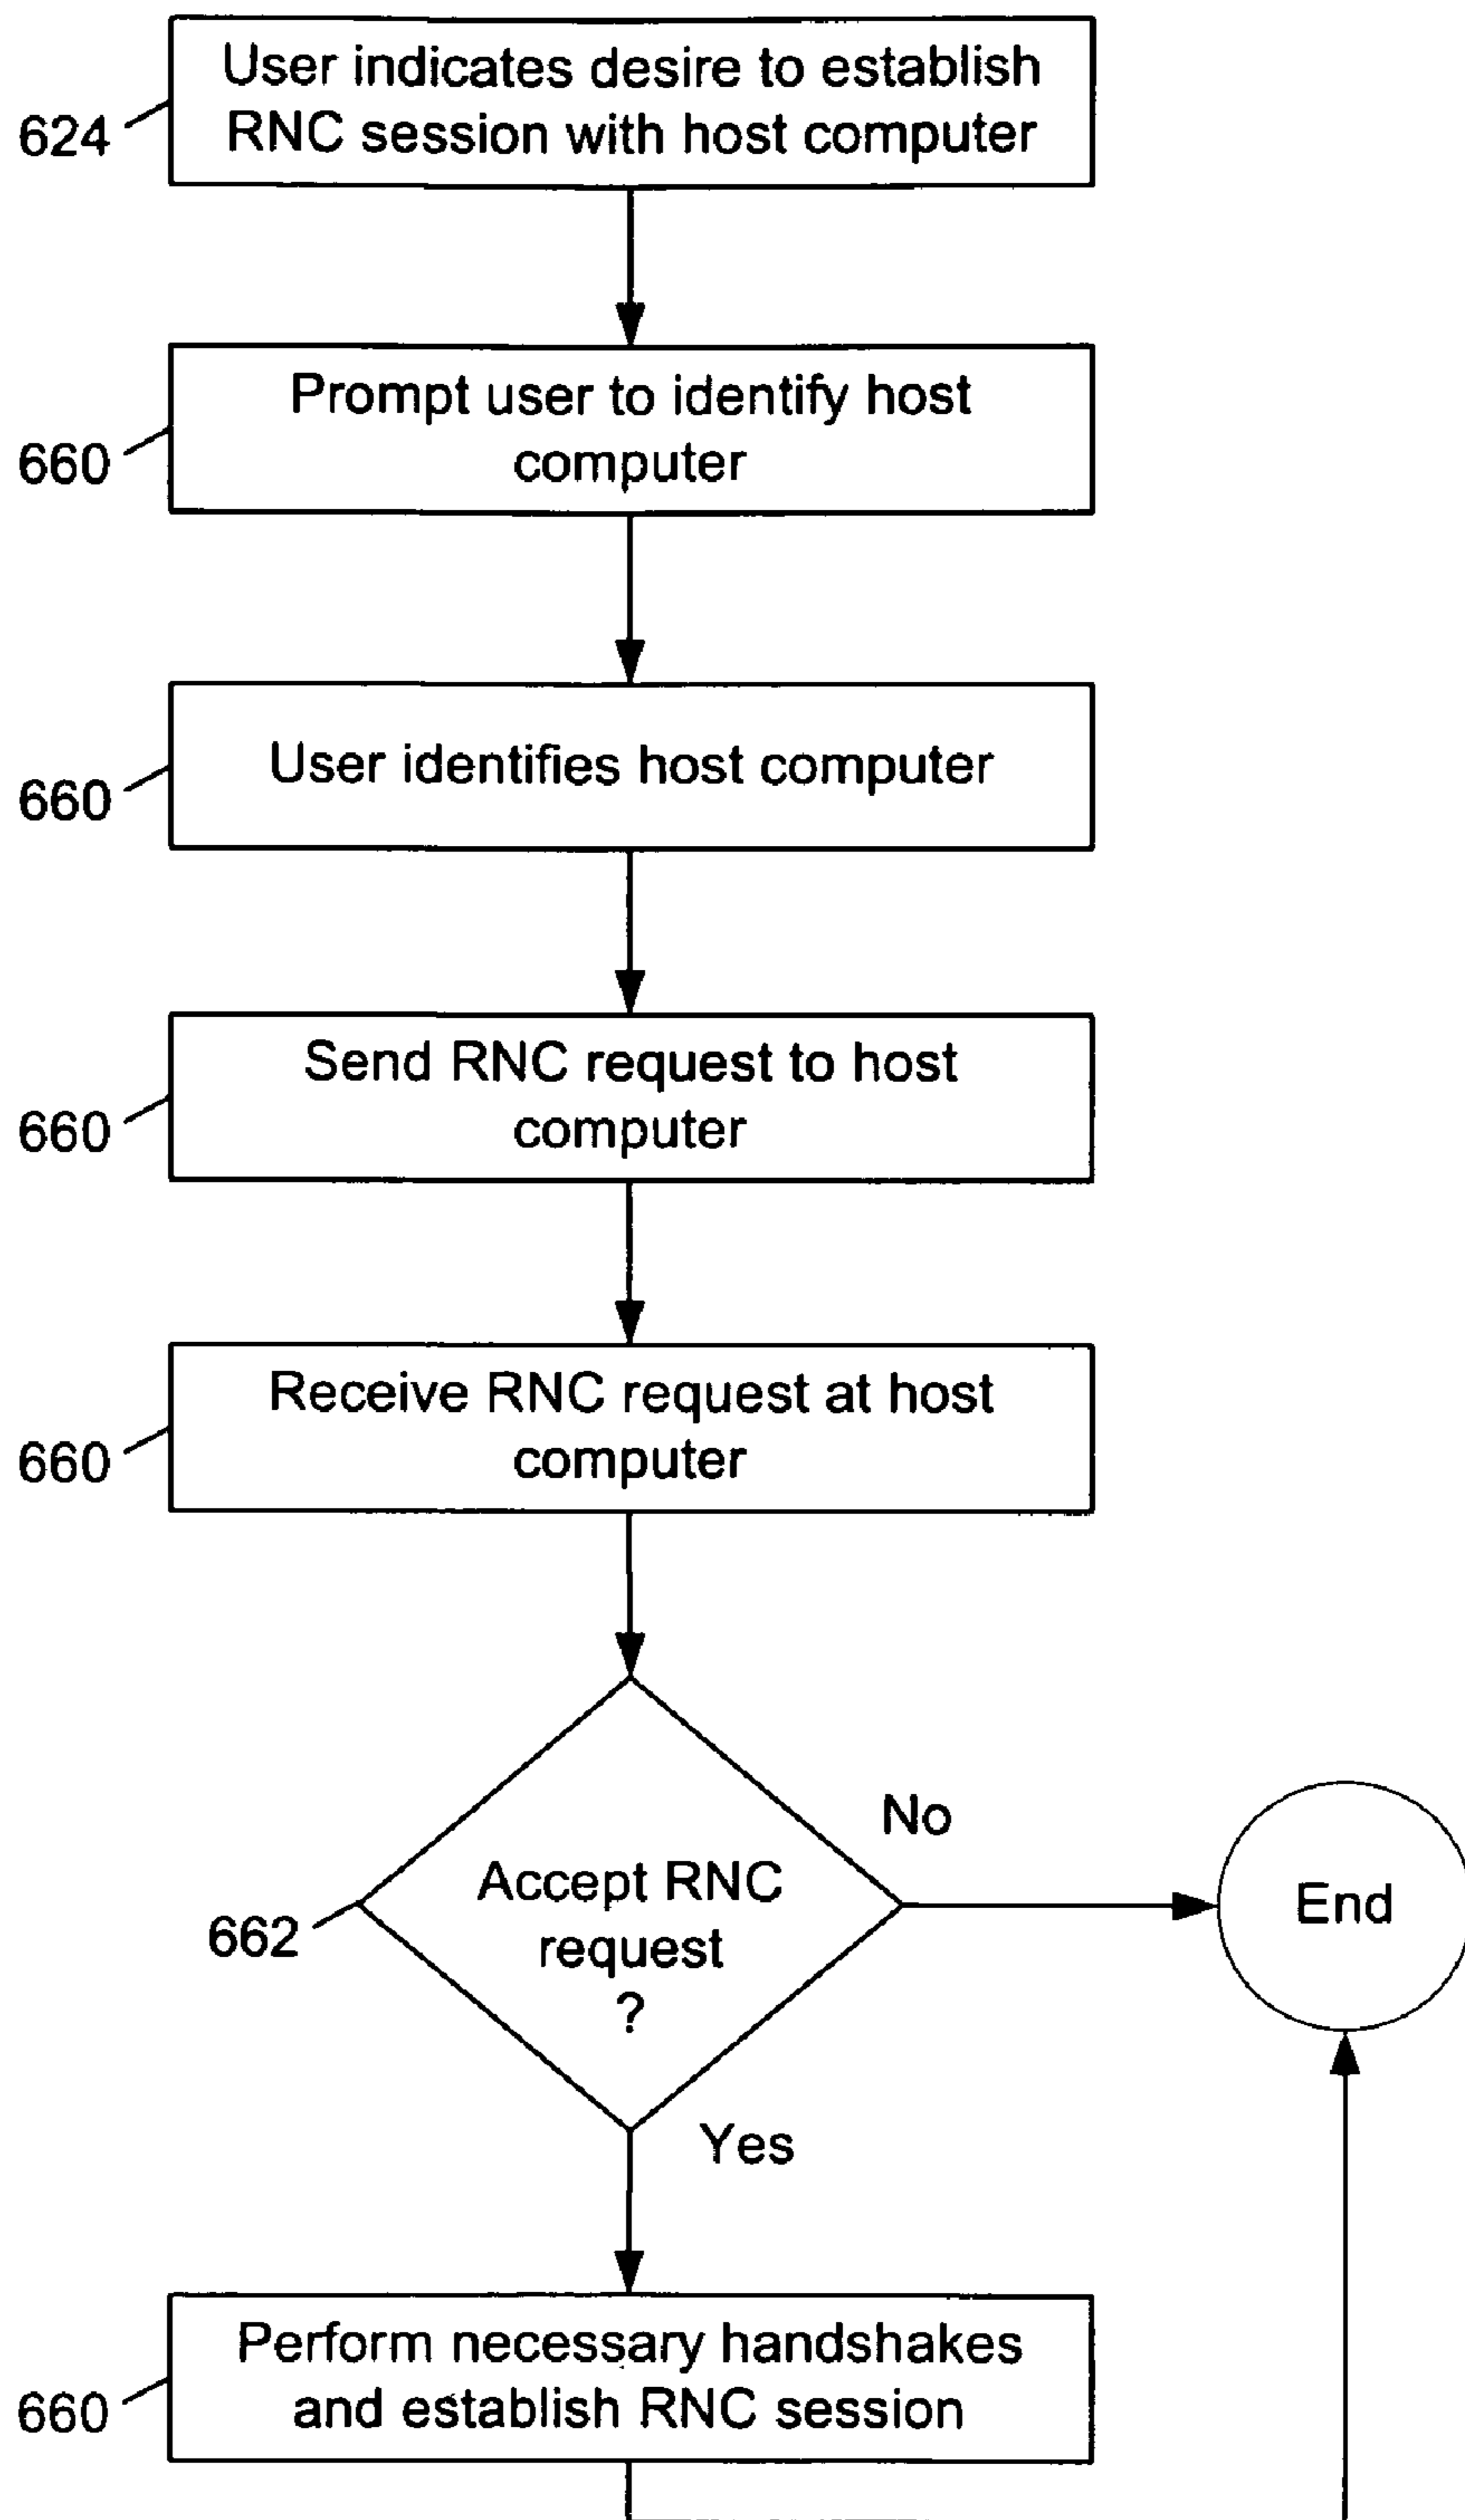 User indicates desire to establish
RNC session with host computer
624
Prompt user to identify host
computer
660
User identifies host computer
660
Send RNC request to host
computer
660
Receive RNC request at host
computer
660
No
Accept RNC
request
?
662
End
Yes
Perform necessary handshakes
and establish RNC session
660